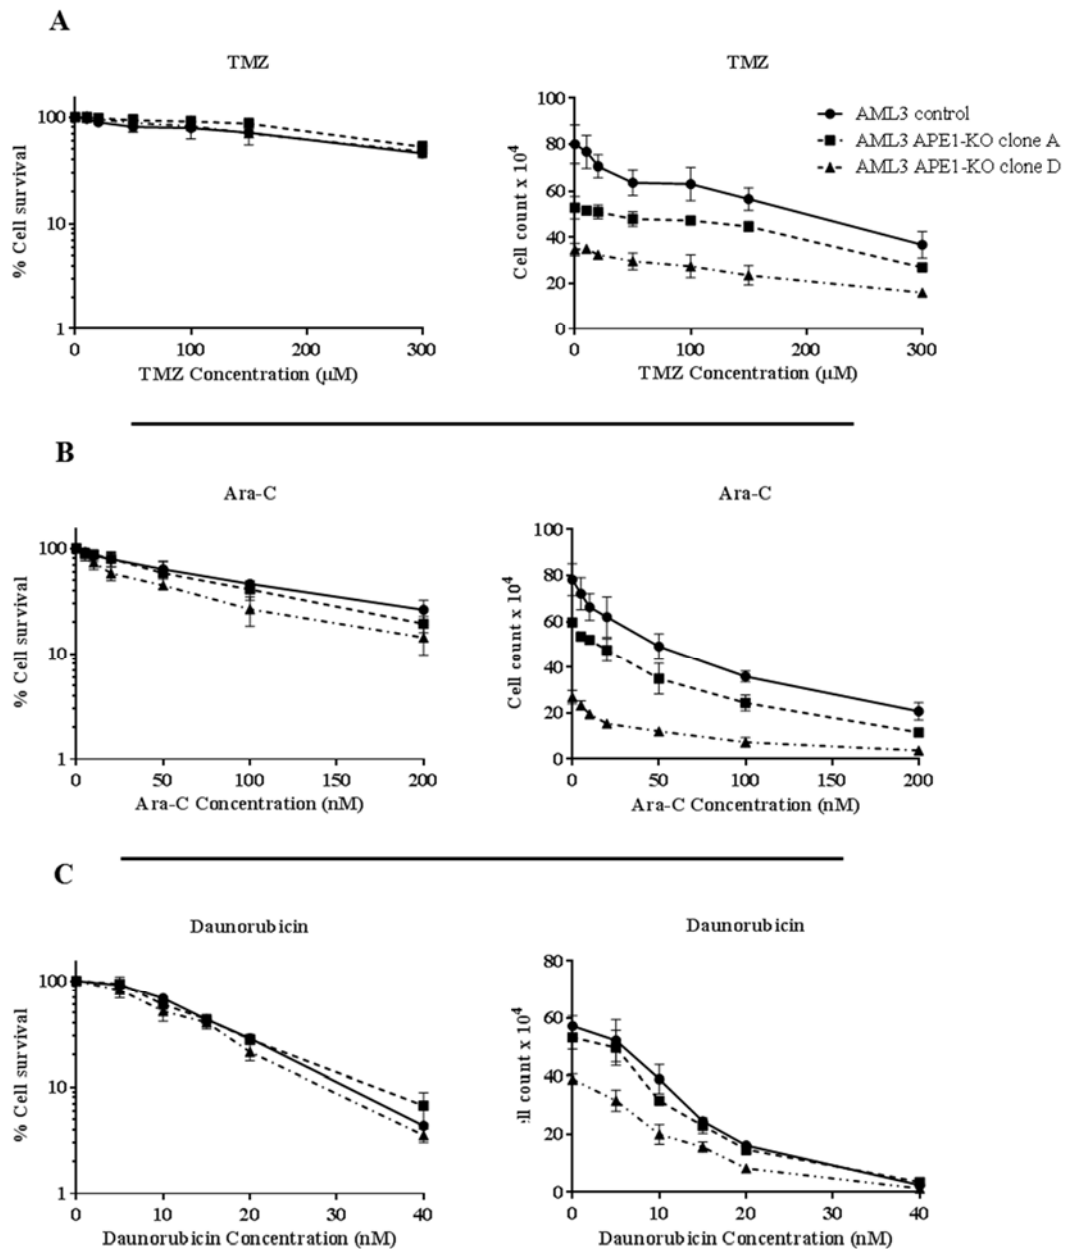 A
TMZ
TMZ
100
10
1
% Cell survival
0 100 200 300
TMZ Concentration (µM)
100
80
60
40
20
0
Cell count x 10⁴
0 100 200 300
TMZ Concentration (µM)
AML3 control
AML3 APE1-KO clone A
AML3 APE1-KO clone D
B
Ara-C
Ara-C
100
10
1
% Cell survival
0 50 100 150 200
Ara-C Concentration (nM)
100
80
60
40
20
0
Cell count x 10⁴
0 50 100 150 200
Ara-C Concentration (nM)
C
Daunorubicin
Daunorubicin
100
10
1
% Cell survival
0 10 20 30 40
Daunorubicin Concentration (nM)
80
60
40
20
0
ell count x 10⁴
0 10 20 30 40
Daunorubicin Concentration (nM)